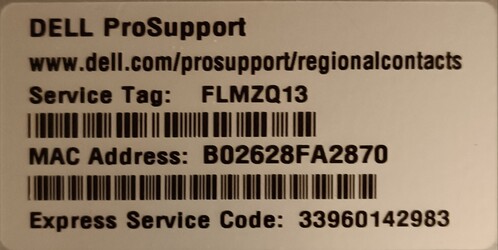 DELL ProSupport
www.dell.com/prosupport/regionalcontacts
Service Tag: FLMZQ13
MAC Address: B02628FA2870
Express Service Code: 33960142983